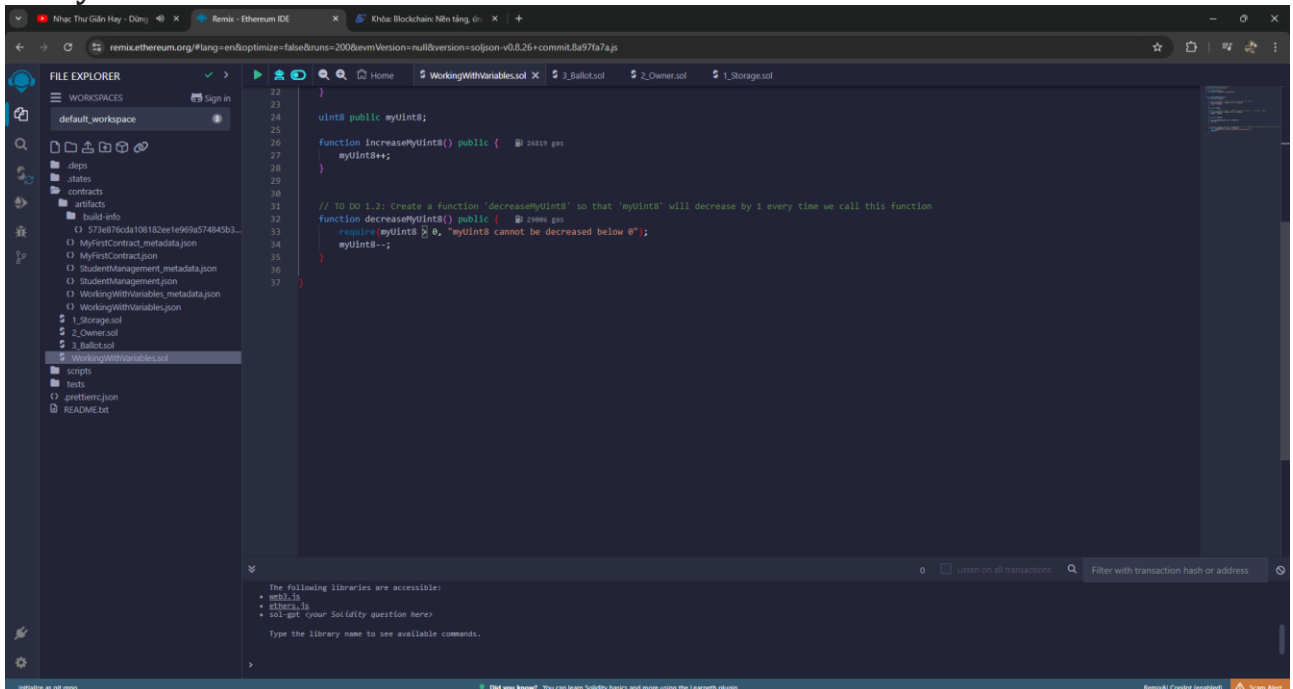 Nhạc Thư Giãn Hay - Dừng
Remix - Ethereum IDE
Khóa: Blockchain: Nền tảng, ứn
remix.ethereum.org/#lang=en&optimize=false&runs=200&evmVersion=null&version=soljson-v0.8.26+commit.8a97fa7a.js
FILE EXPLORER
WORKSPACES
Sign in
default_workspace
.deps
.states
contracts
artifacts
build-info
573e876cda108182ee1e969a574845b3...
MyFirstContract_metadata.json
MyFirstContract.json
StudentManagement_metadata.json
StudentManagement.json
WorkingWithVariables_metadata.json
WorkingWithVariables.json
1_Storage.sol
2_Owner.sol
3_Ballot.sol
WorkingWithVariables.sol
scripts
tests
.prettierrc.json
README.txt
Home
WorkingWithVariables.sol
3_Ballot.sol
2_Owner.sol
1_Storage.sol
22 }
23
24 uint8 public myUint8;
25
26 function increaseMyUint8() public { 26819 gas
27 myUint8++;
28 }
29
30
31 // TO DO 1.2: Create a function 'decreaseMyUint8' so that 'myUint8' will decrease by 1 every time we call this function
32 function decreaseMyUint8() public { 29006 gas
33 require(myUint8 > 0, "myUint8 cannot be decreased below 0");
34 myUint8--;
35 }
36
37 }
0
Listen on all transactions
Filter with transaction hash or address
The following libraries are accessible:
• web3.js
• ethers.js
• sol-gpt <your Solidity question here>
Type the library name to see available commands.
>
Initialize as git repo
Did you know? You can learn Solidity basics and more using the Learneth plugin.
RemixAI Copilot (enabled)
Scam Alert